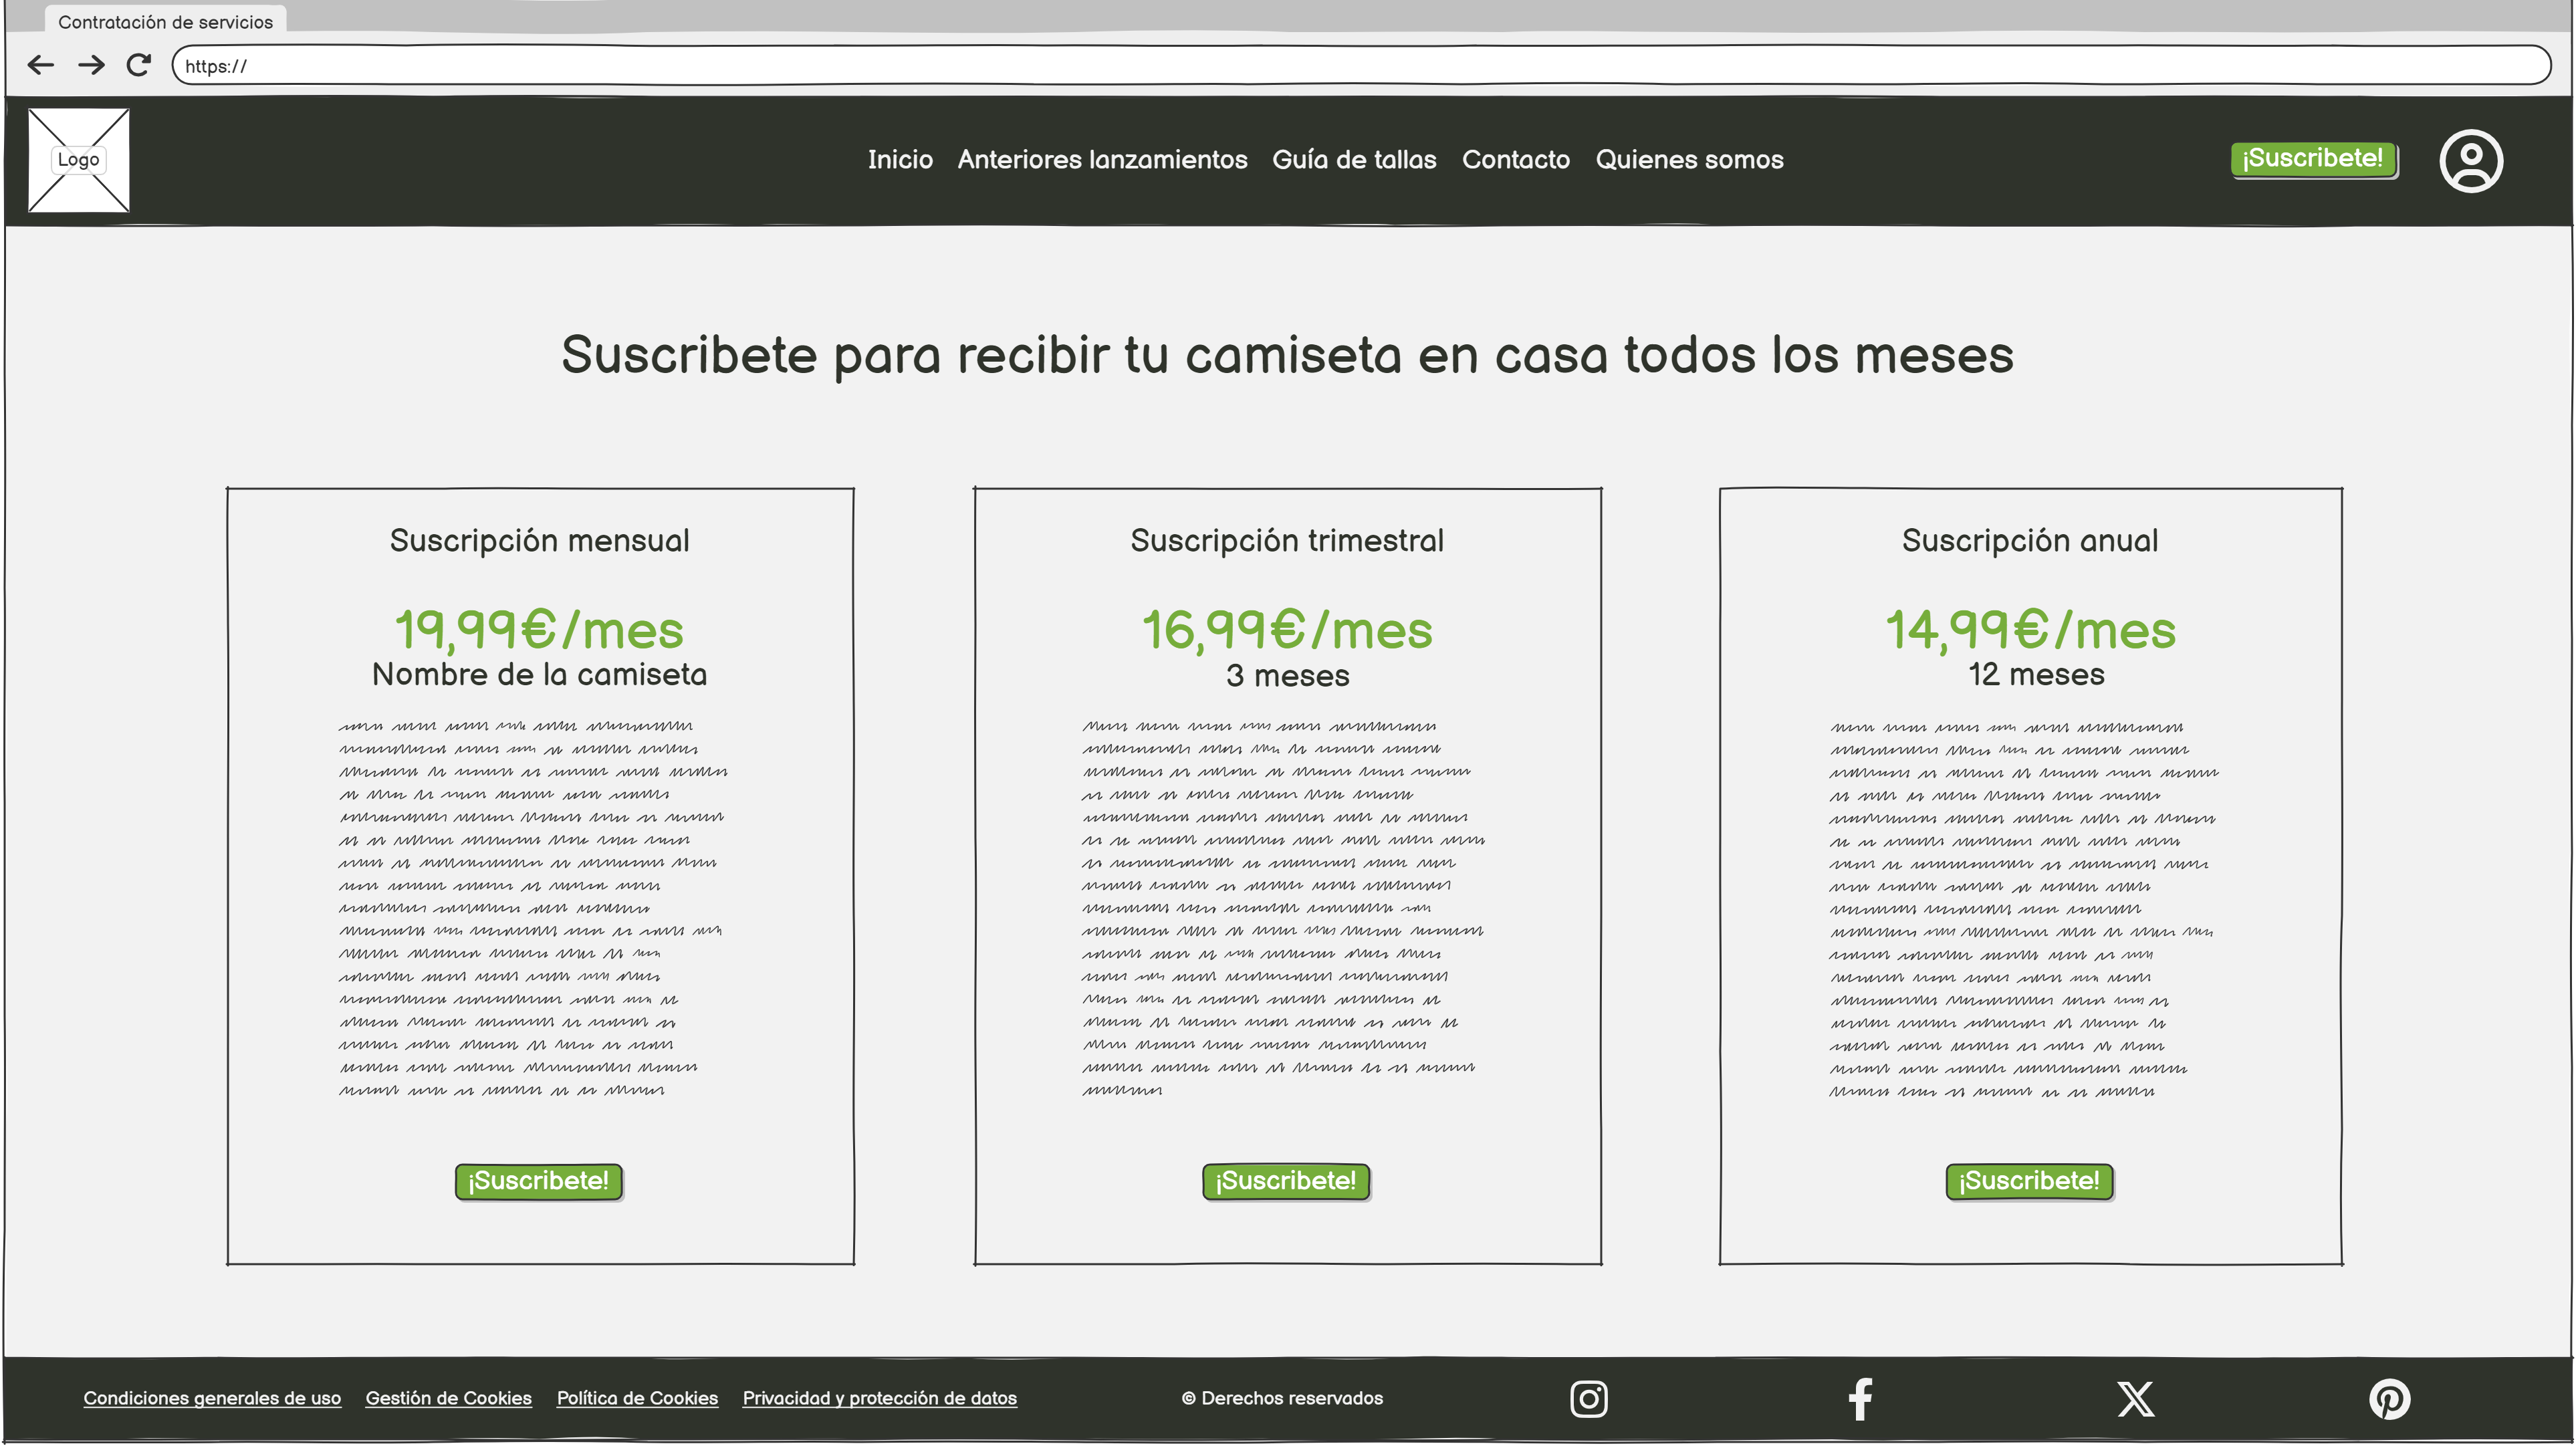 Contratación de servicios
https://
Logo
Inicio Anteriores lanzamientos Guía de tallas Contacto Quienes somos
¡Suscribete!
Suscribete para recibir tu camiseta en casa todos los meses
Suscripción mensual
19,99€/mes
Nombre de la camiseta
¡Suscribete!
Suscripción trimestral
16,99€/mes
3 meses
¡Suscribete!
Suscripción anual
14,99€/mes
12 meses
¡Suscribete!
Condiciones generales de uso Gestión de Cookies Política de Cookies Privacidad y protección de datos
© Derechos reservados